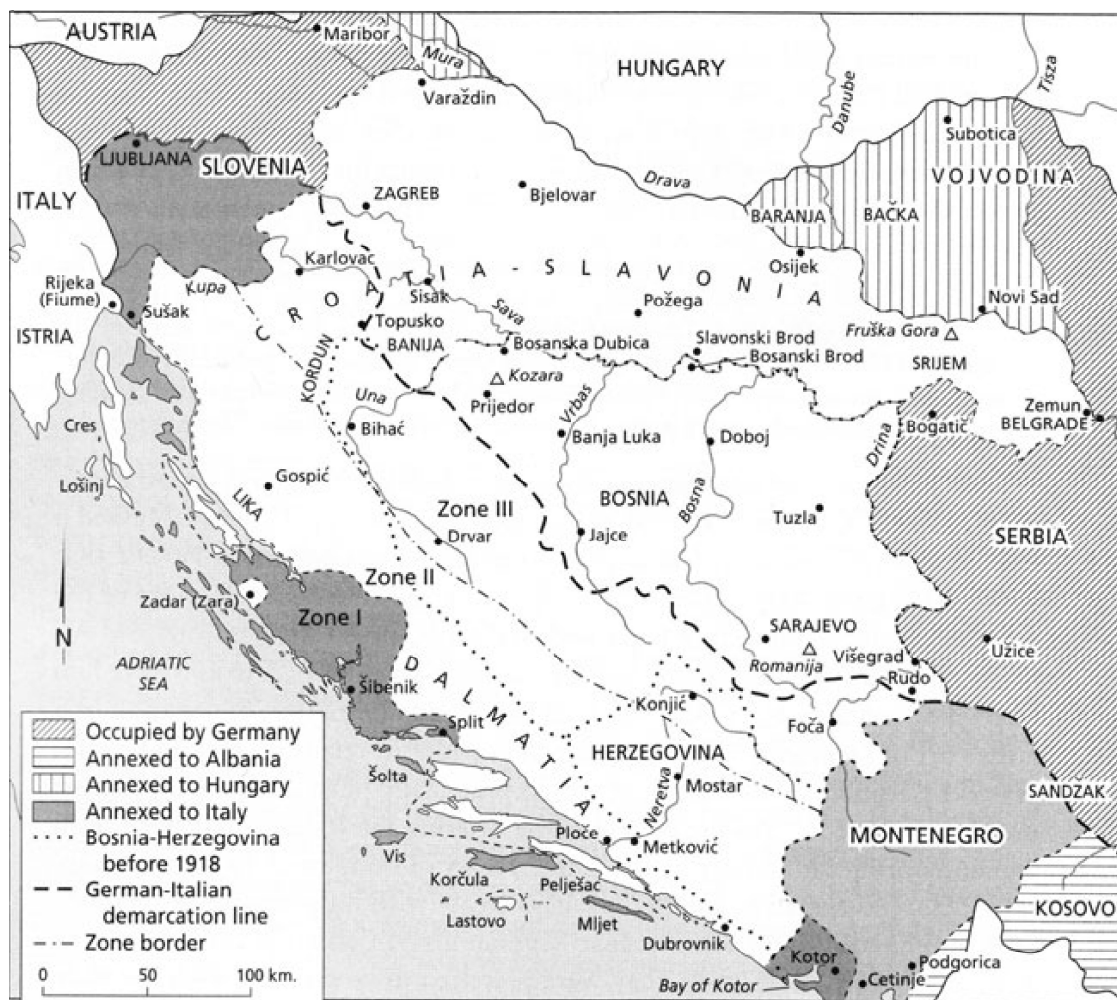 AUSTRIA
Maribor
Mura
HUNGARY
Danube
Tisza
Varaždin
Subotica
LJUBLJANA
SLOVENIA
VOJVODINA
ITALY
ZAGREB
Bjelovar
Drava
BARANJA
BAČKA
Karlovac
Osijek
Rijeka
(Fiume)
Lupa
CROATIA-SLAVONIA
Sisak
Požega
Novi Sad
Sušak
Sava
ISTRIA
Topusko
BANIJA
Slavonski Brod
Fruška Gora
Bosanska Dubica
Bosanski Brod
SRIJEM
KORDUN
Kozara
Una
Prijedor
Vrbas
Zemun
Cres
Bihać
Banja Luka
Doboj
Drina
Bogatić
BELGRADE
Lošinj
Gospić
LIKA
BOSNIA
Bosna
Zone III
Tuzla
Drvar
Jajce
SERBIA
Zone II
Zadar (Zara)
Zone I
N
SARAJEVO
Užice
ADRIATIC
SEA
Romanija
Višegrad
Rudo
Šibenik
DALMATIA
Konjić
Foča
Split
HERZEGOVINA
Šolta
Mostar
SANDŽAK
Neretva
Ploče
MONTENEGRO
Vis
Metković
Korčula
Pelješac
KOSOVO
Lastovo
Mljet
Dubrovnik
Kotor
Podgorica
Cetinje
Bay of Kotor
Occupied by Germany
Annexed to Albania
Annexed to Hungary
Annexed to Italy
Bosnia-Herzegovina
before 1918
German-Italian
demarcation line
Zone border
0 50 100 km.